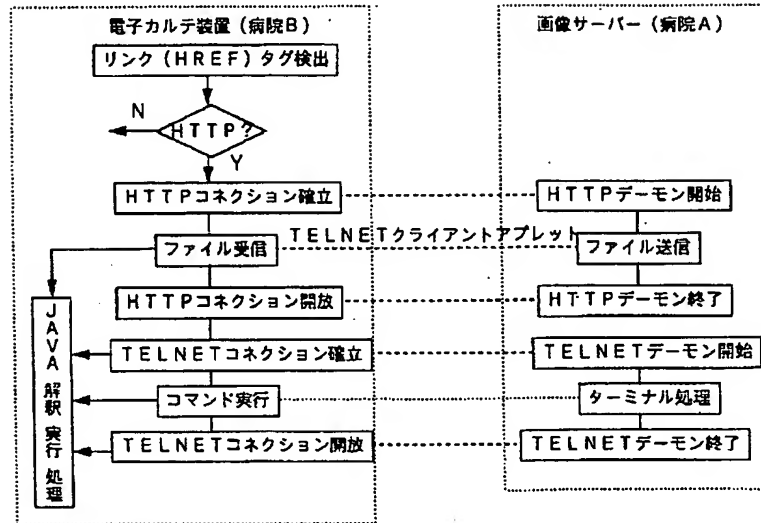 電子カルテ装置（病院B）
リンク（HREF）タグ検出
N
HTTP?
Y
HTTPコネクション確立
TELNETクライアントアプレット
ファイル受信
HTTPコネクション開放
TELNETコネクション確立
コマンド実行
TELNETコネクション開放
JAVA 解釈 実行 処理
画像サーバー（病院A）
HTTPデーモン開始
ファイル送信
HTTPデーモン終了
TELNETデーモン開始
ターミナル処理
TELNETデーモン終了